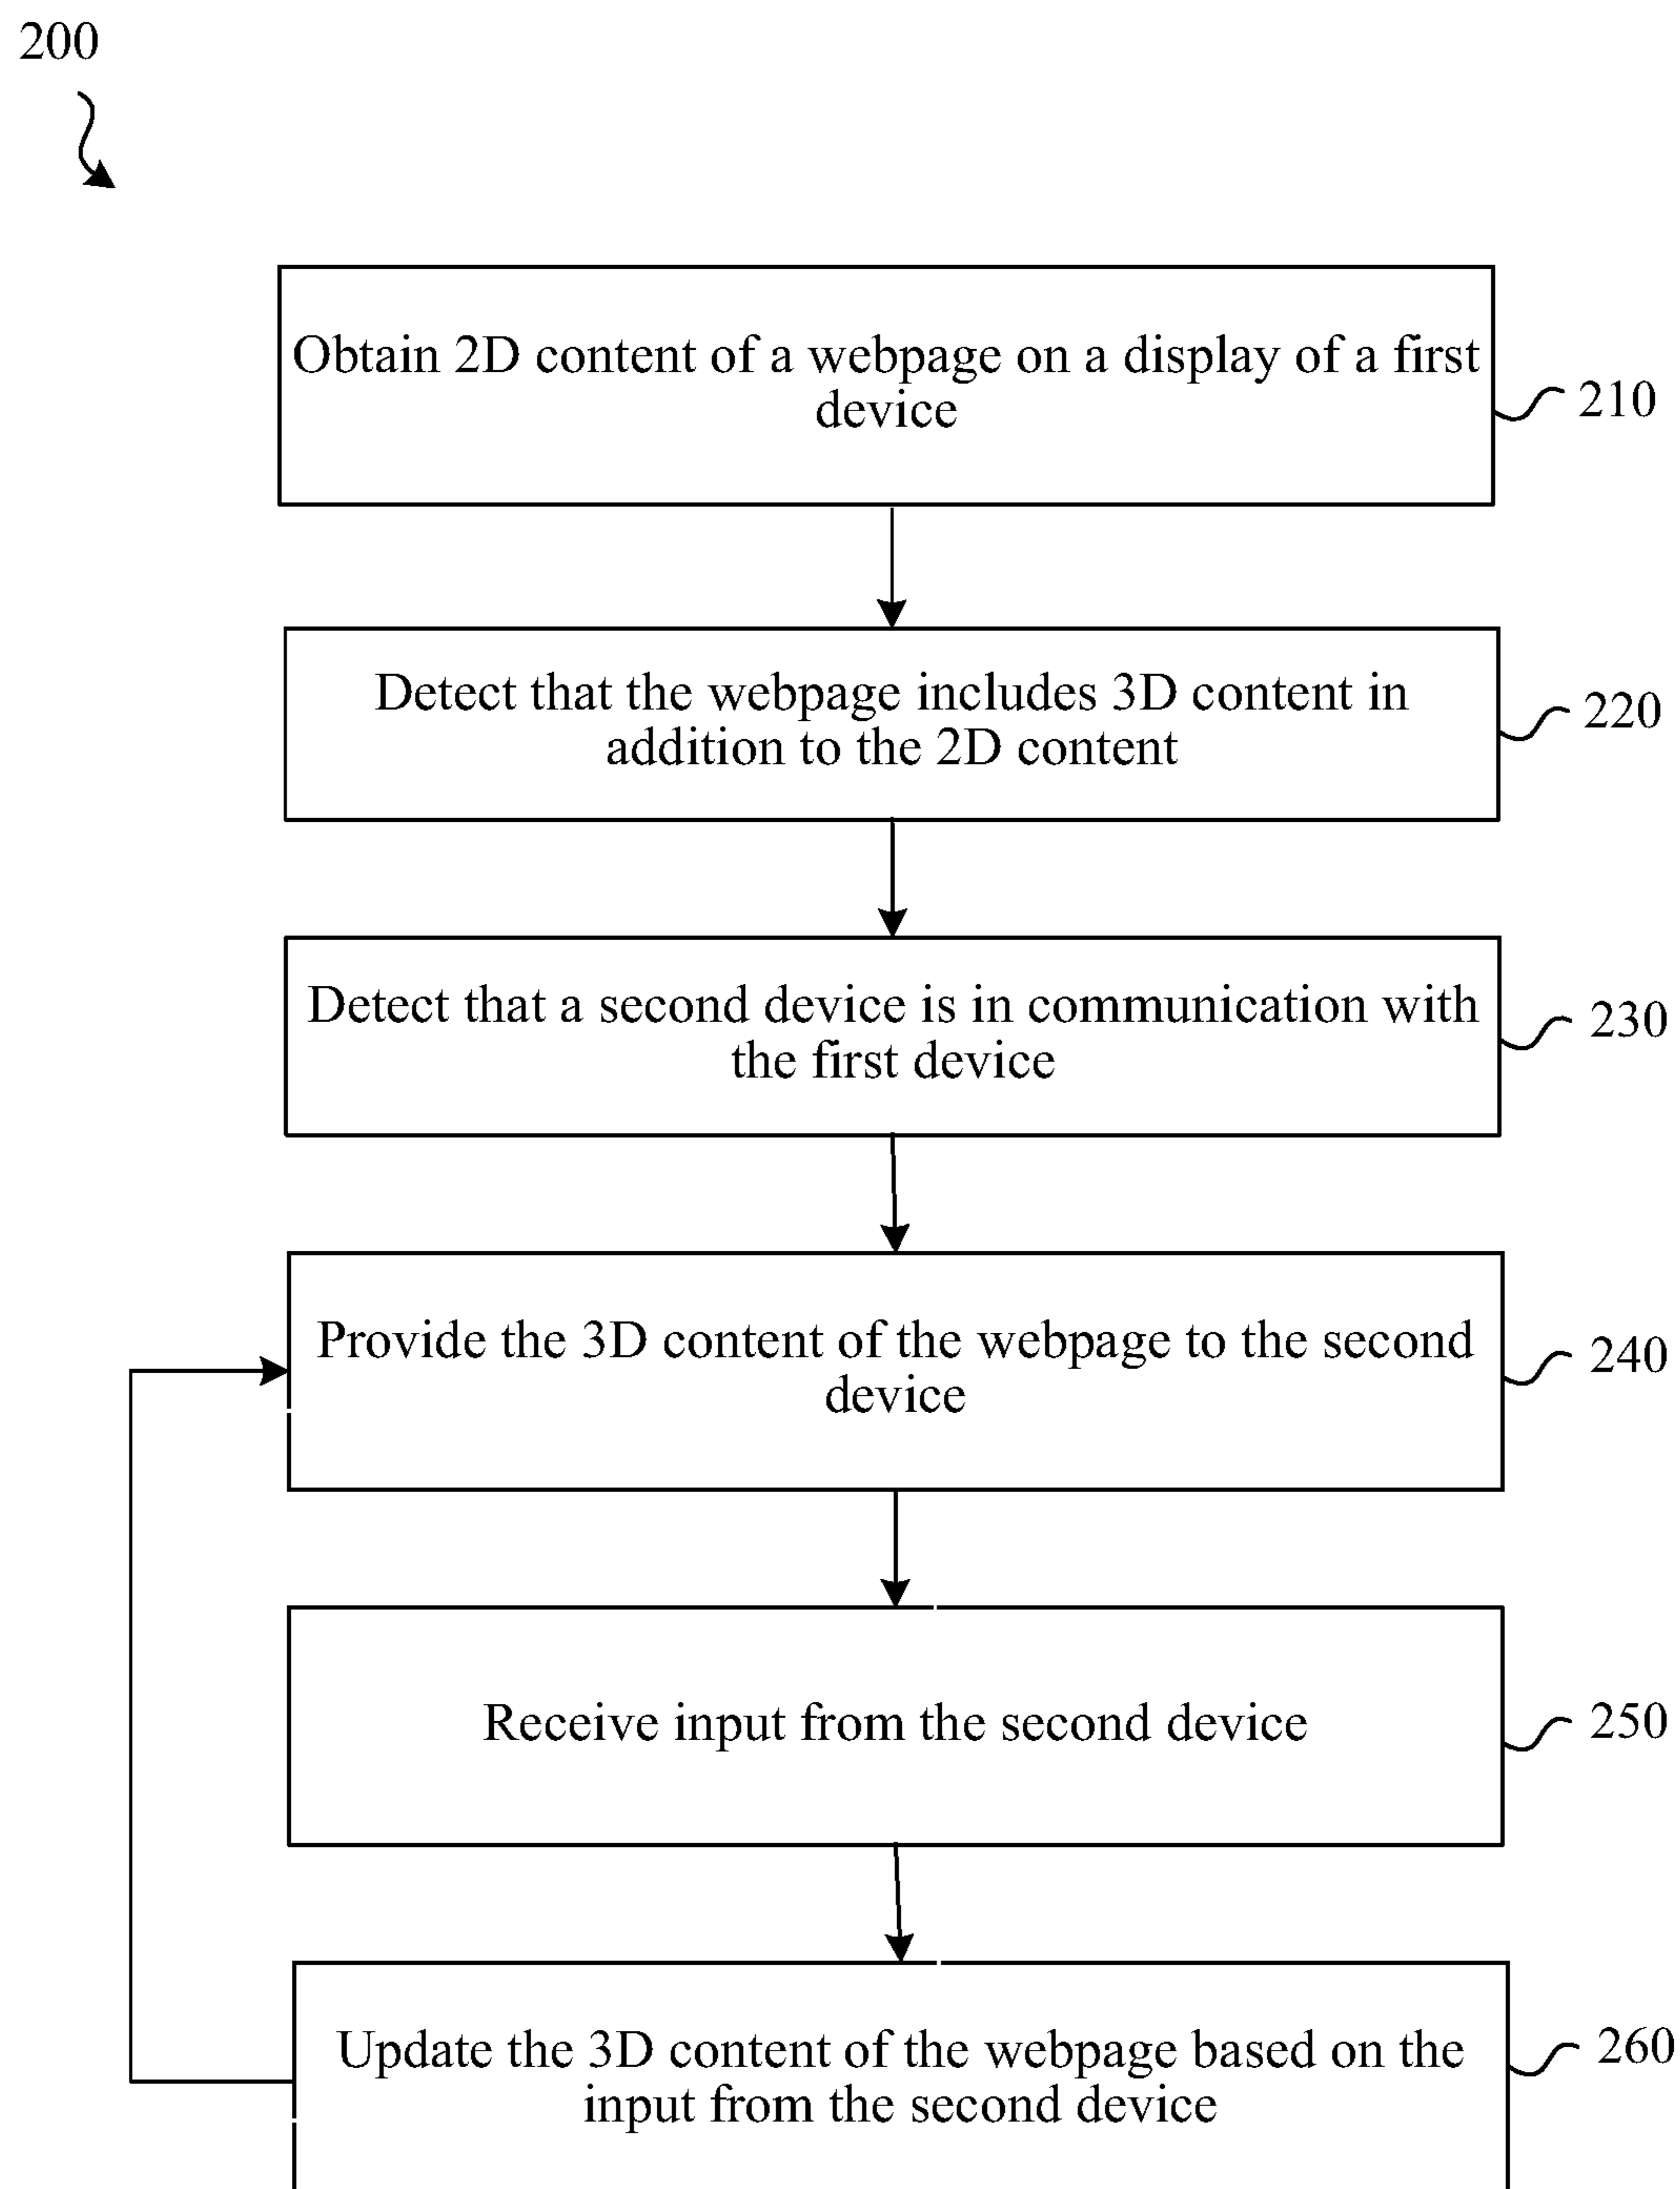 200
Obtain 2D content of a webpage on a display of a first
device
210
Detect that the webpage includes 3D content in
addition to the 2D content
220
Detect that a second device is in communication with
the first device
230
Provide the 3D content of the webpage to the second
device
240
Receive input from the second device
250
Update the 3D content of the webpage based on the
input from the second device
260